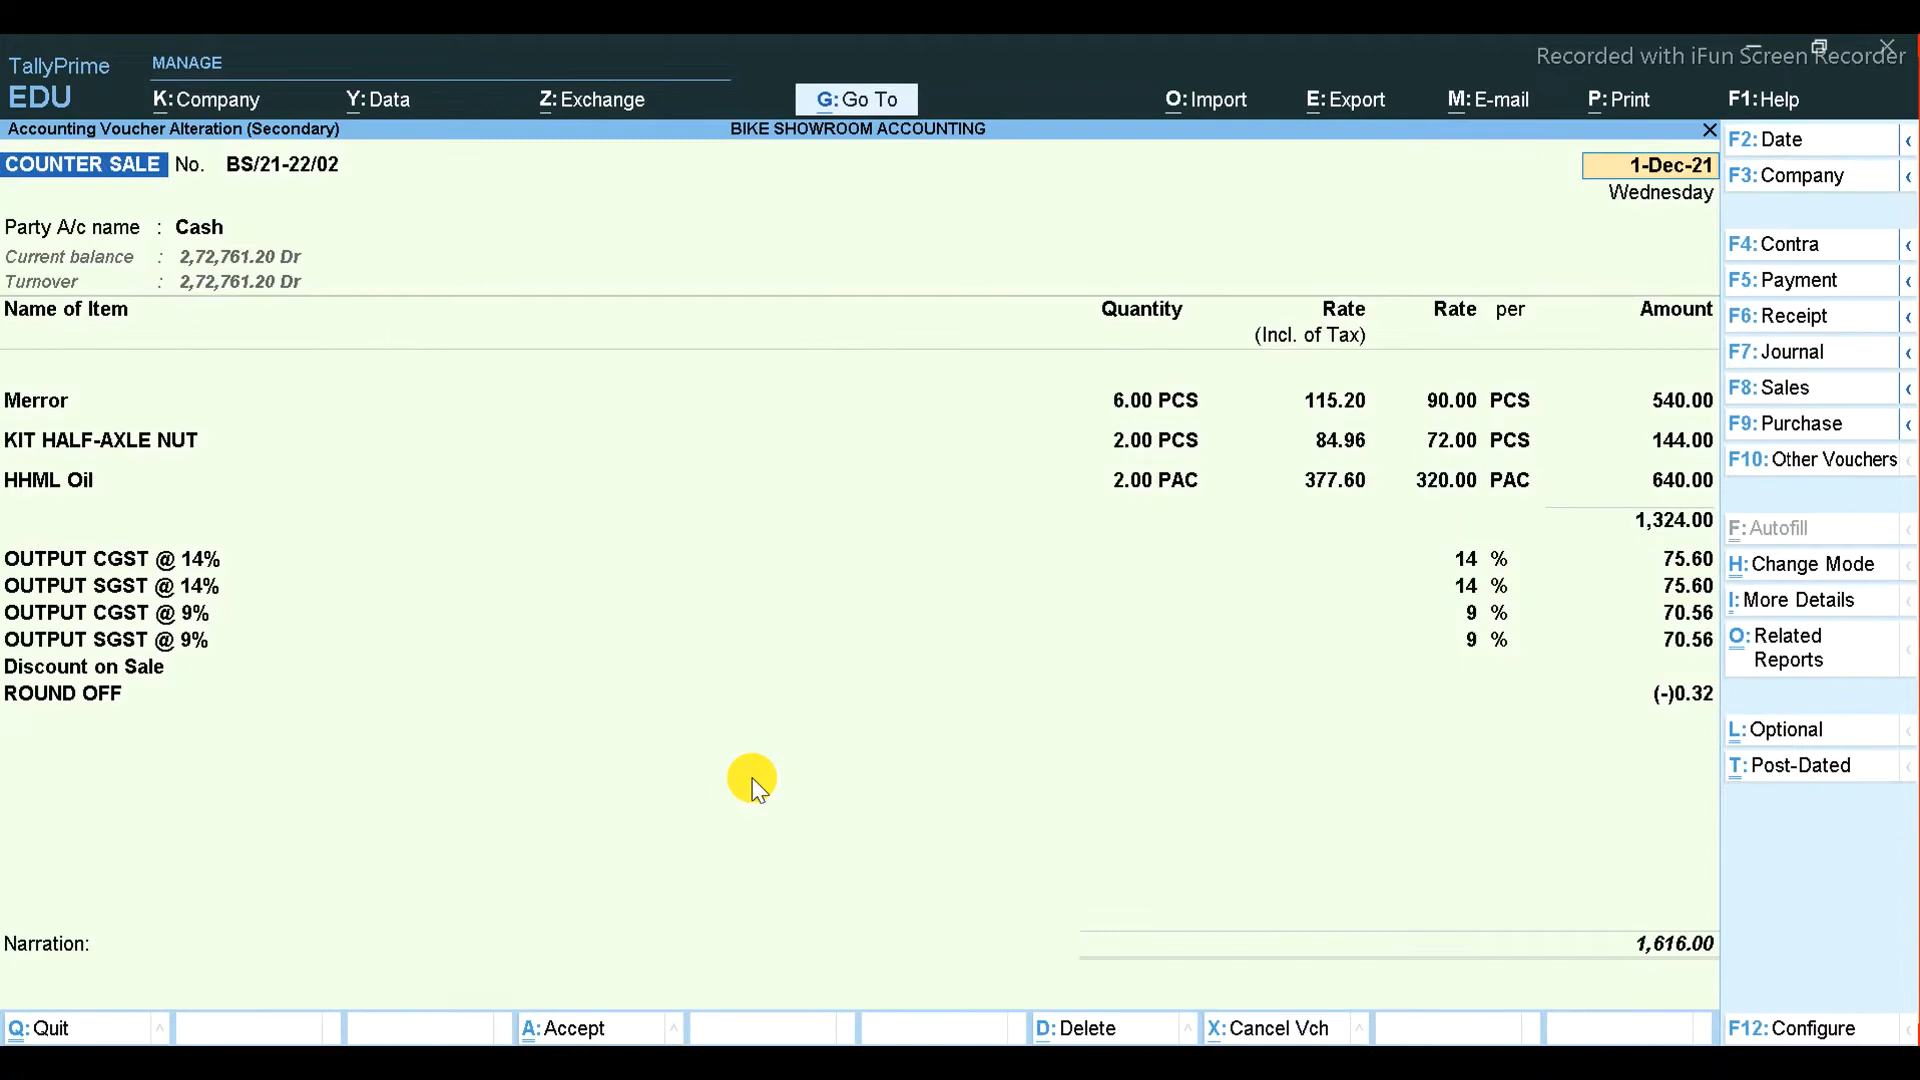 Recorded with iFun Screen Recorder
TallyPrime
EDU
MANAGE
K: Company
Y: Data
Z: Exchange
G: Go To
O: Import
E: Export
M: E-mail
P: Print
F1: Help
Accounting Voucher Alteration (Secondary)
BIKE SHOWROOM ACCOUNTING
COUNTER SALE No. BS/21-22/02
1-Dec-21
Wednesday
Party A/c name : Cash
Current balance : 2,72,761.20 Dr
Turnover : 2,72,761.20 Dr
Name of Item Quantity Rate Rate per Amount
(Incl. of Tax)
Merror 6.00 PCS 115.20 90.00 PCS 540.00
KIT HALF-AXLE NUT 2.00 PCS 84.96 72.00 PCS 144.00
HHML Oil 2.00 PAC 377.60 320.00 PAC 640.00
1,324.00
OUTPUT CGST @ 14% 14 % 75.60
OUTPUT SGST @ 14% 14 % 75.60
OUTPUT CGST @ 9% 9 % 70.56
OUTPUT SGST @ 9% 9 % 70.56
Discount on Sale
ROUND OFF (-)0.32
Narration: 1,616.00
F2: Date
F3: Company
F4: Contra
F5: Payment
F6: Receipt
F7: Journal
F8: Sales
F9: Purchase
F10: Other Vouchers
F: Autofill
H: Change Mode
I: More Details
O: Related
Reports
L: Optional
T: Post-Dated
Q: Quit
A: Accept
D: Delete
X: Cancel Vch
F12: Configure